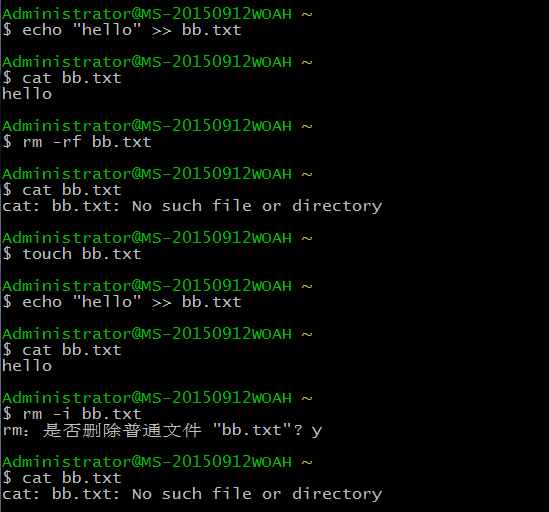 Administrator@MS-20150912WOAH ~
$ echo "hello" >> bb.txt
Administrator@MS-20150912WOAH ~
$ cat bb.txt
hello
Administrator@MS-20150912WOAH ~
$ rm -rf bb.txt
Administrator@MS-20150912WOAH ~
$ cat bb.txt
cat: bb.txt: No such file or directory
Administrator@MS-20150912WOAH ~
$ touch bb.txt
Administrator@MS-20150912WOAH ~
$ echo "hello" >> bb.txt
Administrator@MS-20150912WOAH ~
$ cat bb.txt
hello
Administrator@MS-20150912WOAH ~
$ rm -i bb.txt
rm：是否删除普通文件 "bb.txt"？y
Administrator@MS-20150912WOAH ~
$ cat bb.txt
cat: bb.txt: No such file or directory